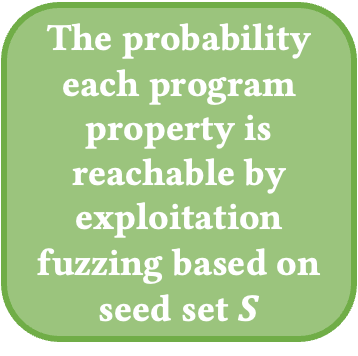 The probability
each program
property is
reachable by
exploitation
fuzzing based on
seed set S